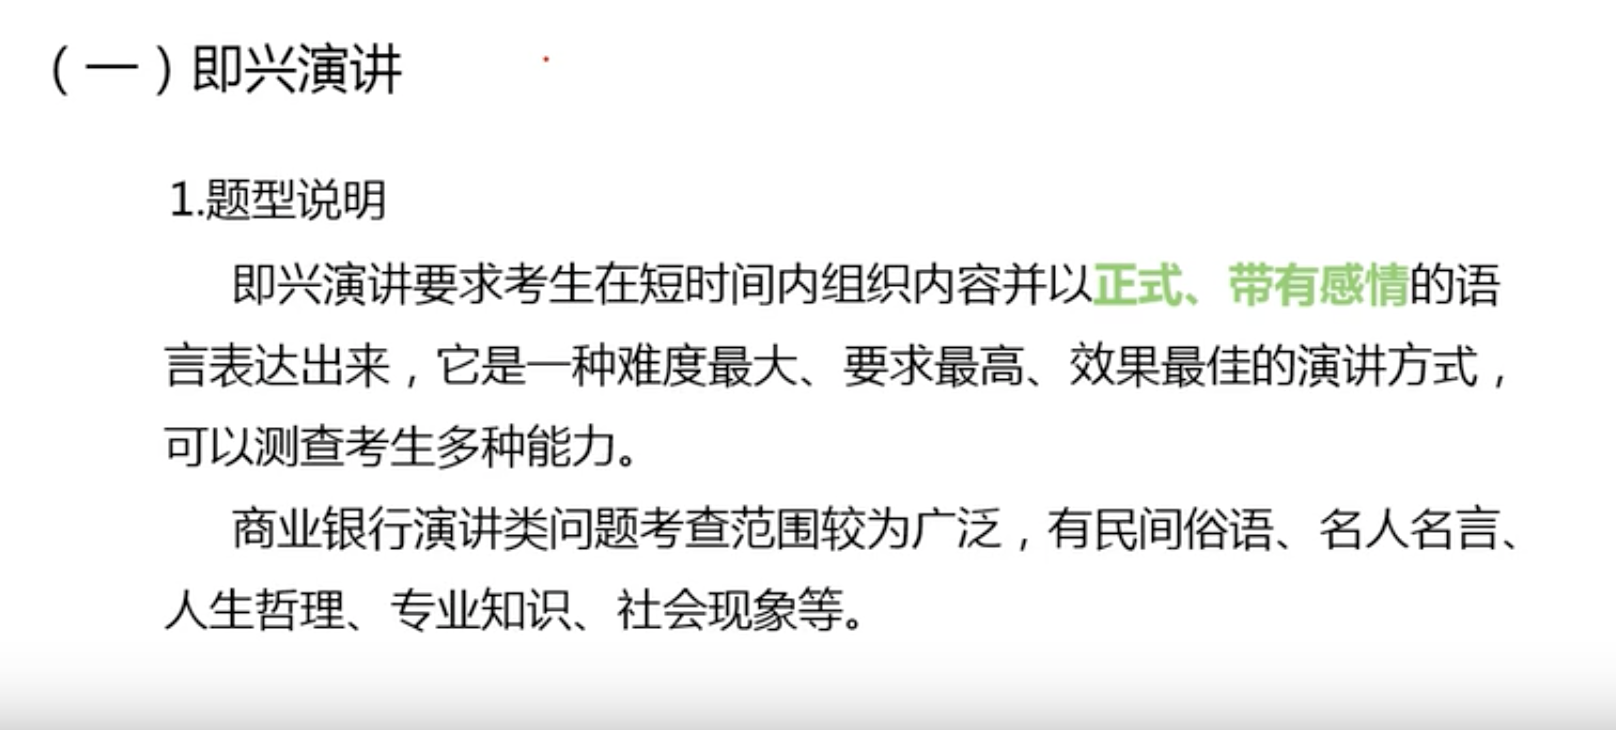 （一）即兴演讲
1.题型说明
即兴演讲要求考生在短时间内组织内容并以正式、带有感情的语
言表达出来，它是一种难度最大、要求最高、效果最佳的演讲方式，
可以测查考生多种能力。
商业银行演讲类问题考查范围较为广泛，有民间俗语、名人名言、
人生哲理、专业知识、社会现象等。